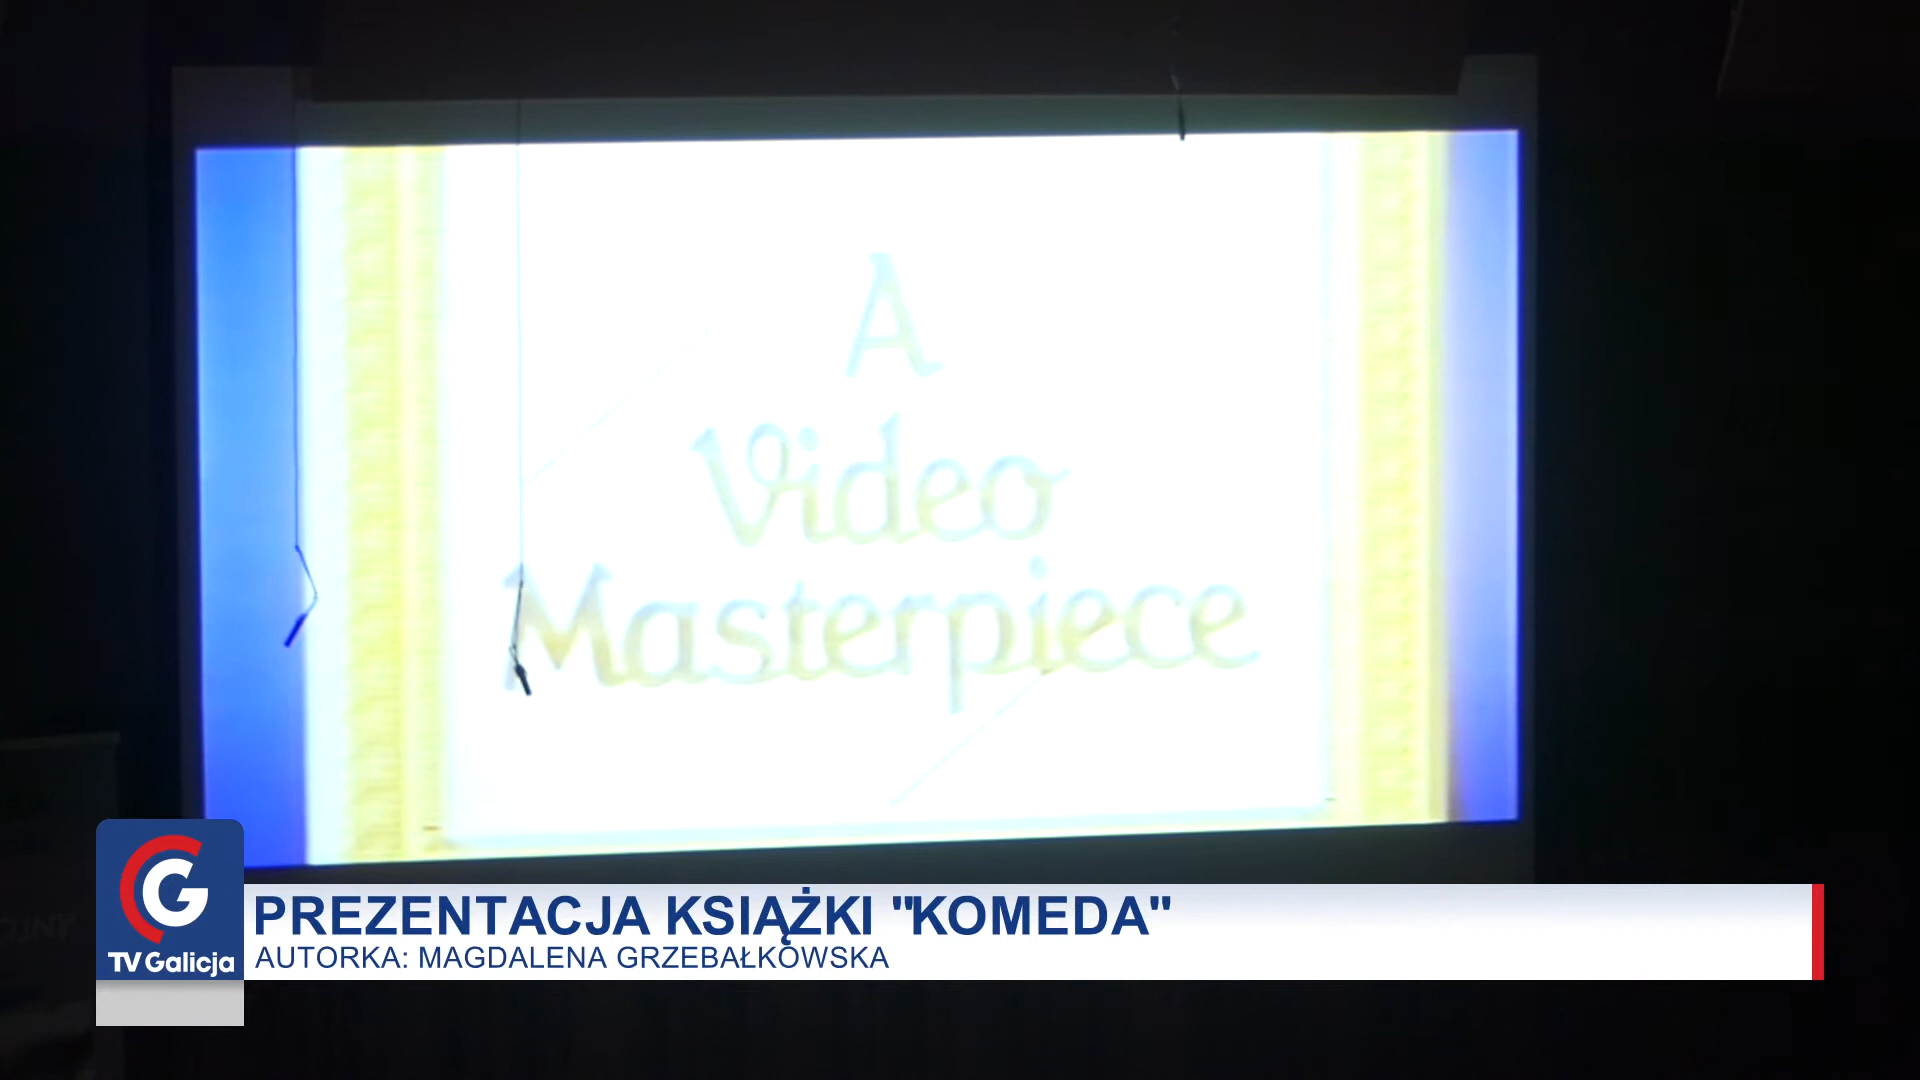 A
Video
Masterpiece
PREZENTACJA KSIĄŻKI "KOMEDA"
AUTORKA: MAGDALENA GRZEBAŁKOWSKA
TV Galicja